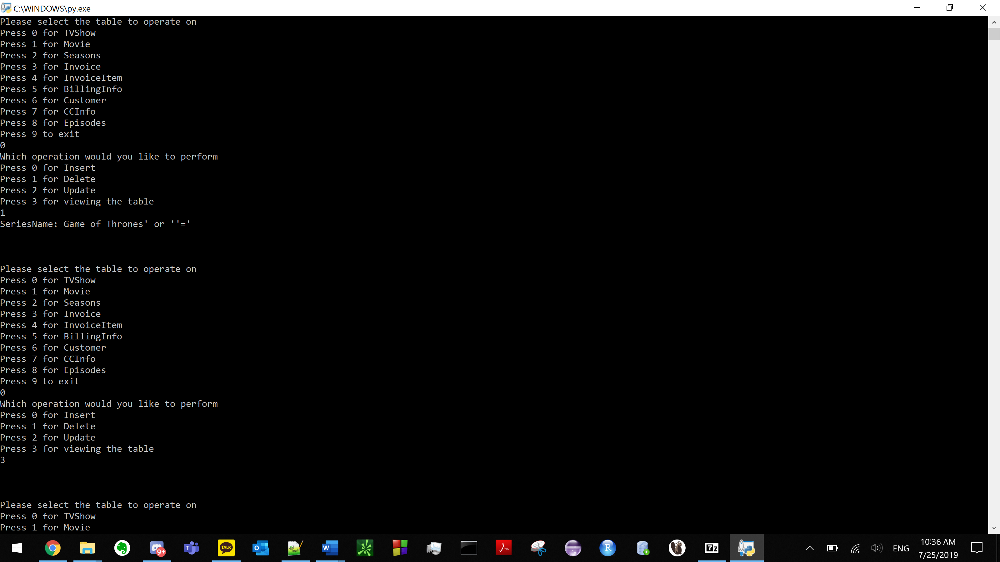 C:\WINDOWS\py.exe
Please select the table to operate on
Press 0 for TVShow
Press 1 for Movie
Press 2 for Seasons
Press 3 for Invoice
Press 4 for InvoiceItem
Press 5 for BillingInfo
Press 6 for Customer
Press 7 for CCInfo
Press 8 for Episodes
Press 9 to exit
0
Which operation would you like to perform
Press 0 for Insert
Press 1 for Delete
Press 2 for Update
Press 3 for viewing the table
1
SeriesName: Game of Thrones' or ''='
Please select the table to operate on
Press 0 for TVShow
Press 1 for Movie
Press 2 for Seasons
Press 3 for Invoice
Press 4 for InvoiceItem
Press 5 for BillingInfo
Press 6 for Customer
Press 7 for CCInfo
Press 8 for Episodes
Press 9 to exit
0
Which operation would you like to perform
Press 0 for Insert
Press 1 for Delete
Press 2 for Update
Press 3 for viewing the table
3
Please select the table to operate on
Press 0 for TVShow
Press 1 for Movie
9+
T
TALK
O
W
R
7z
ENG
10:36 AM
7/25/2019